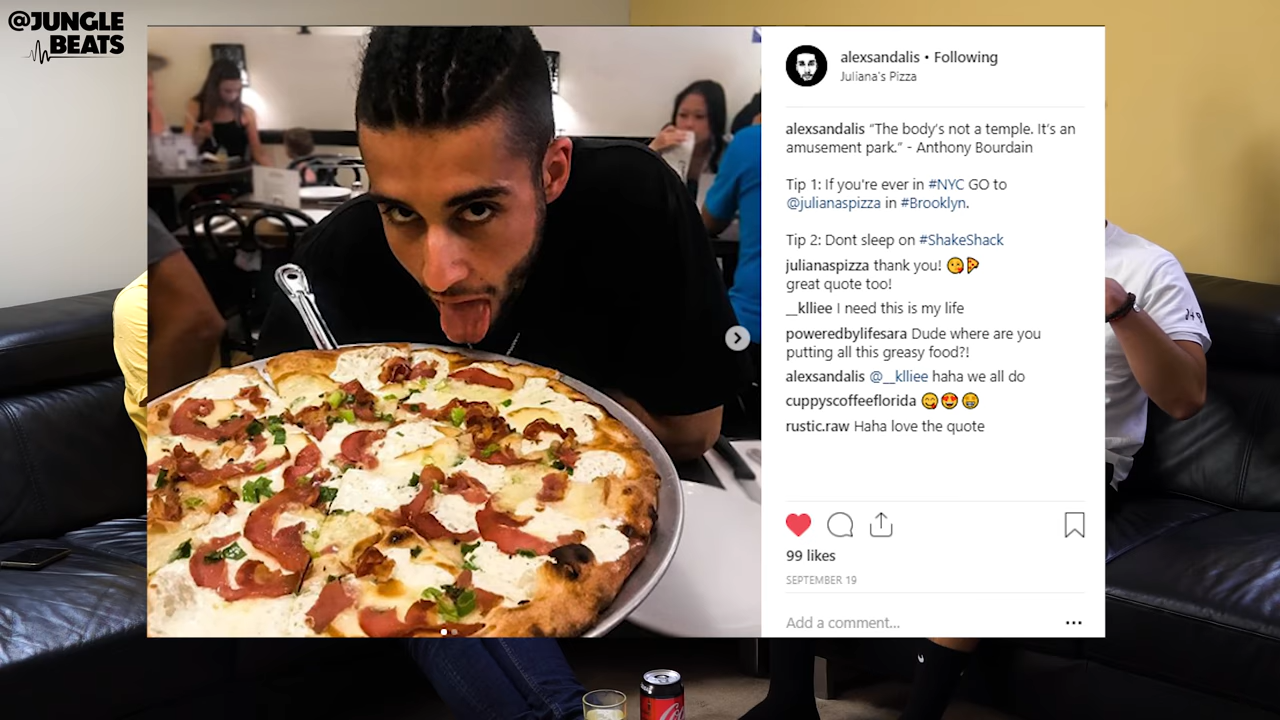 @JUNGLE
BEATS
alexsandalis • Following
Juliana's Pizza
alexsandalis “The body's not a temple. It's an
amusement park.” - Anthony Bourdain
Tip 1: If you're ever in #NYC GO to
@julianaspizza in #Brooklyn.
Tip 2: Dont sleep on #ShakeShack
julianaspizza thank you! 😘🍕
great quote too!
__klliee I need this is my life
poweredbylifesara Dude where are you
putting all this greasy food?!
alexsandalis @__klliee haha we all do
cuppyscoffeeflorida 😋😍🤤
rustic.raw Haha love the quote
99 likes
SEPTEMBER 19
Add a comment...